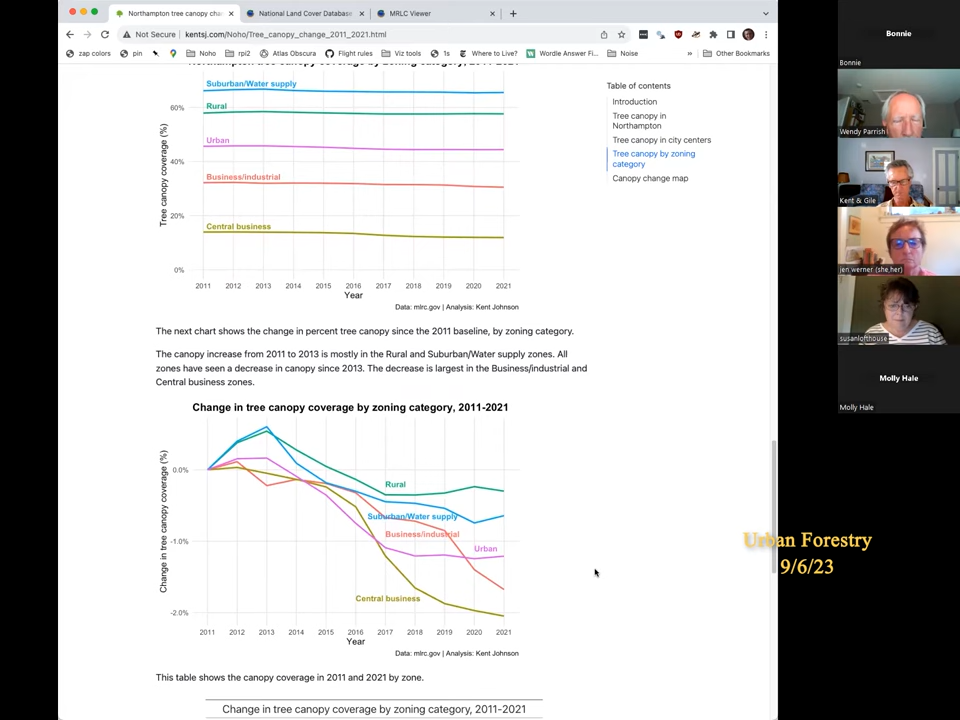 Northampton tree canopy chan
National Land Cover Database
MRLC Viewer
Not Secure
kentsj.com/Noho/Tree_canopy_change_2011_2021.html
zap colors
pin
Noho
rpi2
Atlas Obscura
Flight rules
Viz tools
1s
Where to Live?
Wordle Answer Fi...
Noise
»
Other Bookmarks
Northampton tree canopy coverage by zoning category, 2011-2021
Suburban/Water supply
60%
Rural
Urban
40%
Business/industrial
20%
Central business
0%
Tree canopy coverage (%)
2011 2012 2013 2014 2015 2016 2017 2018 2019 2020 2021
Year
Data: mlrc.gov | Analysis: Kent Johnson
The next chart shows the change in percent tree canopy since the 2011 baseline, by zoning category.
The canopy increase from 2011 to 2013 is mostly in the Rural and Suburban/Water supply zones. All
zones have seen a decrease in canopy since 2013. The decrease is largest in the Business/industrial and
Central business zones.
Change in tree canopy coverage by zoning category, 2011-2021
0.0%
Rural
Suburban/Water supply
Business/industrial
-1.0%
Urban
Central business
-2.0%
Change in tree canopy coverage (%)
2011 2012 2013 2014 2015 2016 2017 2018 2019 2020 2021
Year
Data: mlrc.gov | Analysis: Kent Johnson
This table shows the canopy coverage in 2011 and 2021 by zone.
Change in tree canopy coverage by zoning category, 2011-2021
Table of contents
Introduction
Tree canopy in
Northampton
Tree canopy in city centers
Tree canopy by zoning
category
Canopy change map
Bonnie
Bonnie
Wendy Parrish
Kent & Gile
jen werner (she,her)
susanlofthouse
Molly Hale
Molly Hale
Urban Forestry
9/6/23